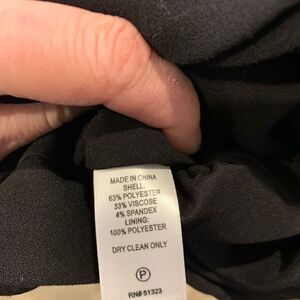 MADE IN CHINA
SHELL:
63% POLYESTER
33% VISCOSE
4% SPANDEX
LINING:
100% POLYESTER
DRY CLEAN ONLY
P
RN# 51323